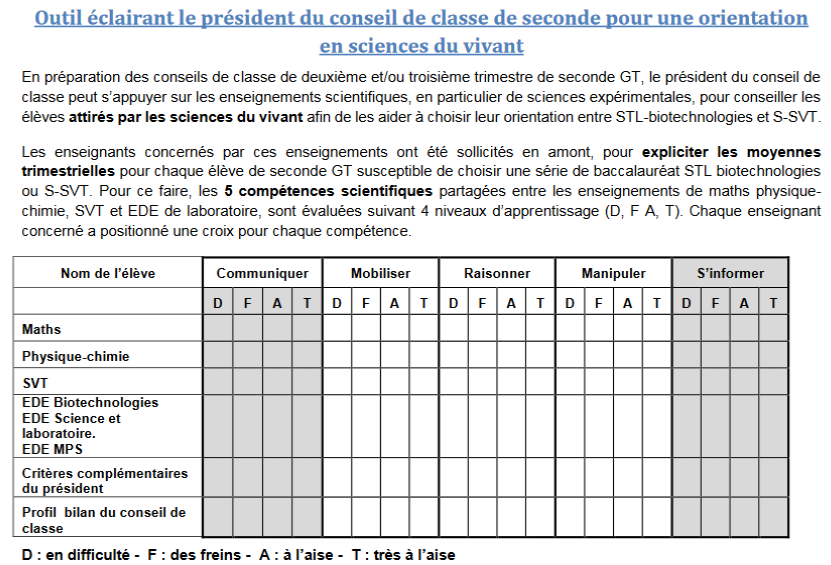 Outil éclairant le président du conseil de classe de seconde pour une orientation
en sciences du vivant
En préparation des conseils de classe de deuxième et/ou troisième trimestre de seconde GT, le président du conseil de
classe peut s'appuyer sur les enseignements scientifiques, en particulier de sciences expérimentales, pour conseiller les
élèves attirés par les sciences du vivant afin de les aider à choisir leur orientation entre STL-biotechnologies et S-SVT.
Les enseignants concernés par ces enseignements ont été sollicités en amont, pour expliciter les moyennes
trimestrielles pour chaque élève de seconde GT susceptible de choisir une série de baccalauréat STL biotechnologies
ou S-SVT. Pour ce faire, les 5 compétences scientifiques partagées entre les enseignements de maths physique-
chimie, SVT et EDE de laboratoire, sont évaluées suivant 4 niveaux d'apprentissage (D, F A, T). Chaque enseignant
concerné a positionné une croix pour chaque compétence.
Nom de l'élève Communiquer Mobiliser Raisonner Manipuler S'informer
D F A T D F A T D F A T D F A T D F A T
Maths
Physique-chimie
SVT
EDE Biotechnologies
EDE Science et
laboratoire.
EDE MPS
Critères complémentaires
du président
Profil bilan du conseil de
classe
D : en difficulté - F : des freins - A : à l'aise - T : très à l'aise